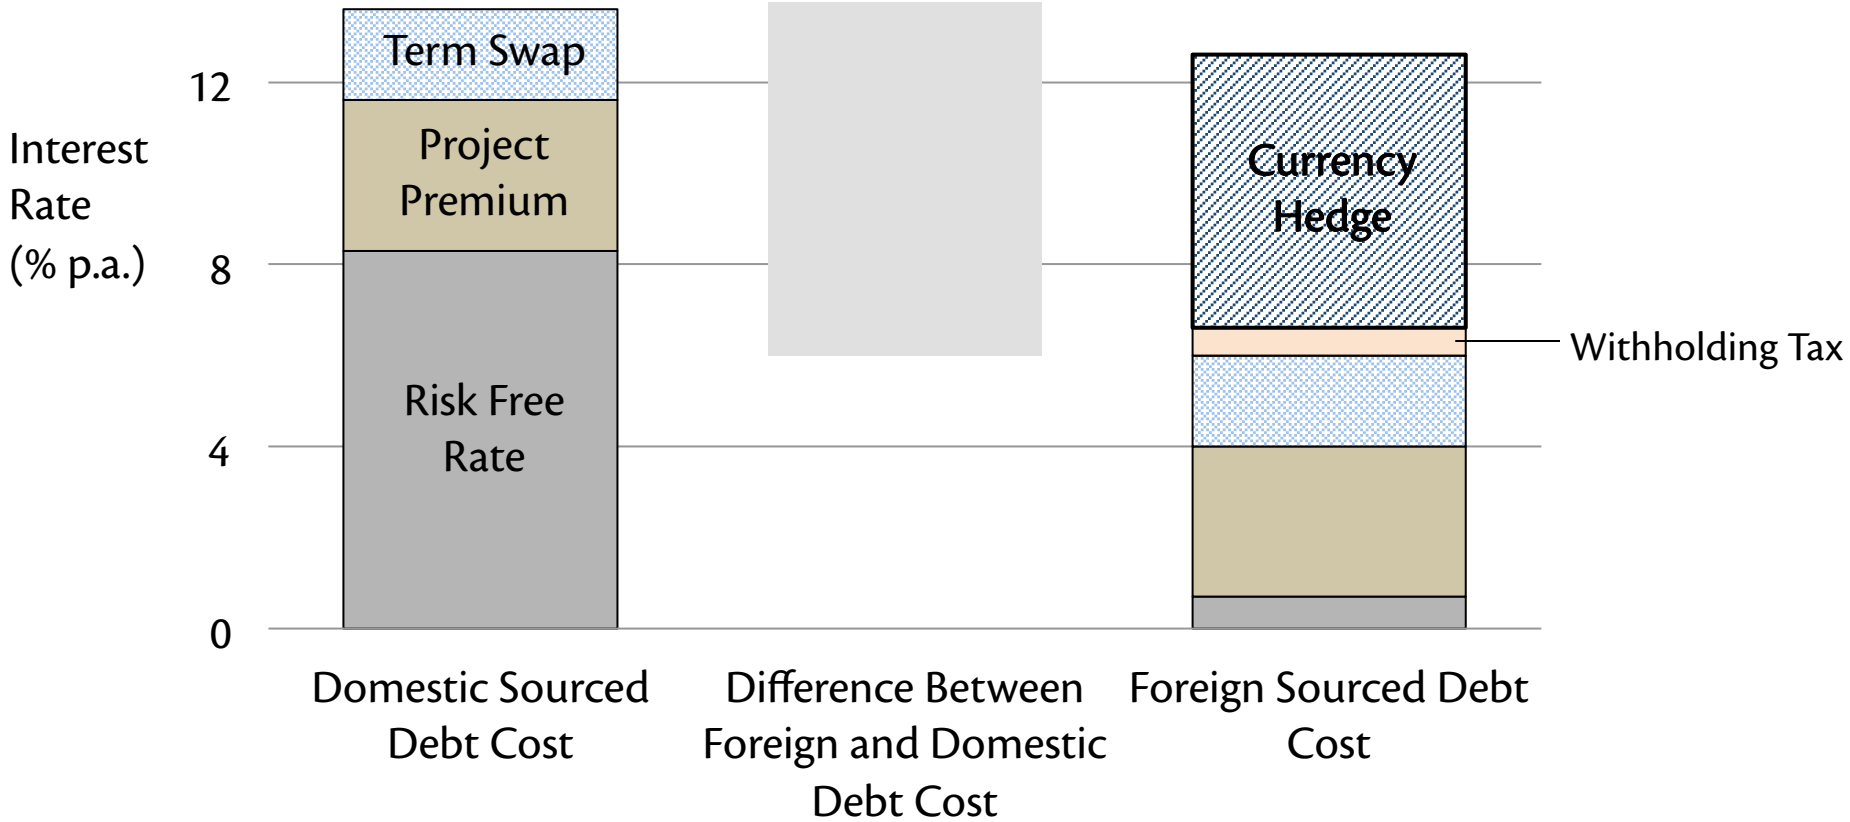 Interest
Rate
(% p.a.)
12
8
4
0
Term Swap
Project
Premium
Risk Free
Rate
Currency
Hedge
Withholding Tax
Domestic Sourced
Debt Cost
Difference Between
Foreign and Domestic
Debt Cost
Foreign Sourced Debt
Cost